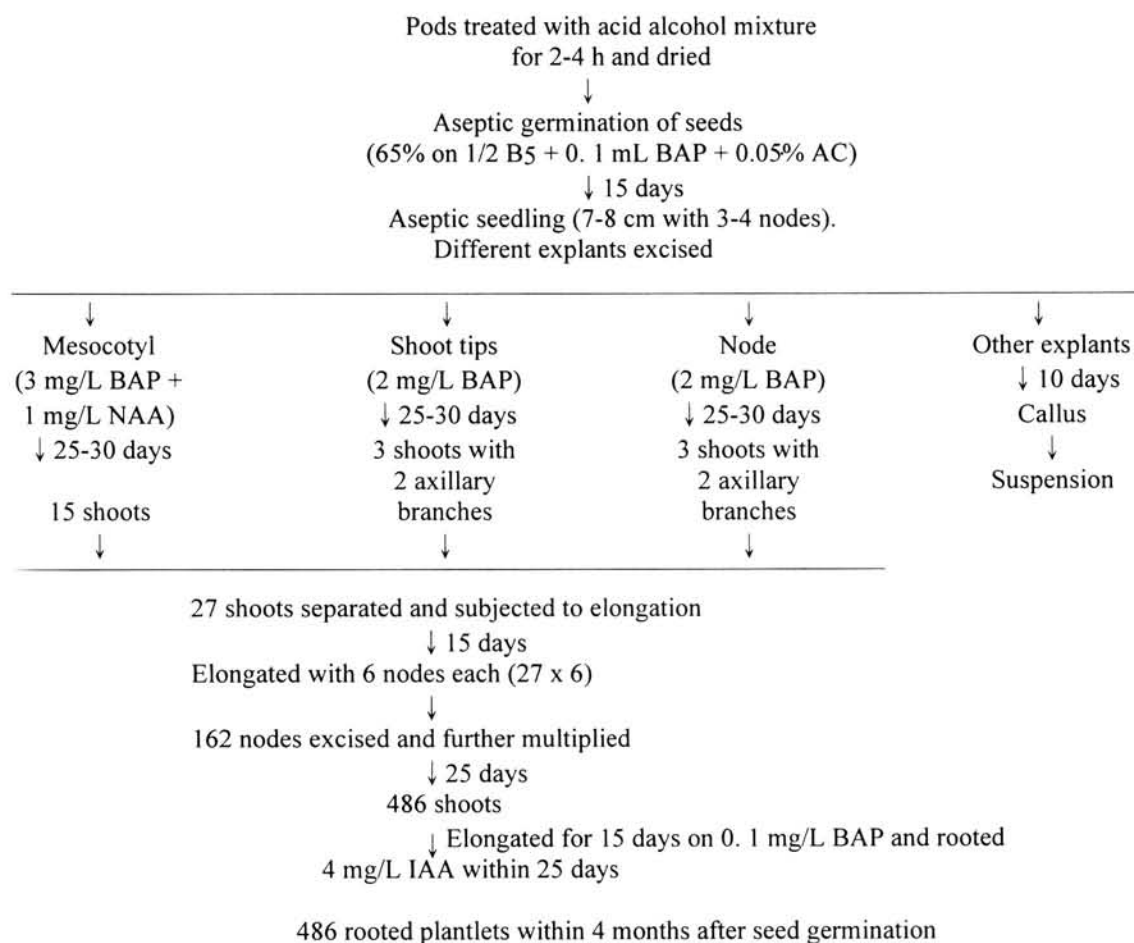 Pods treated with acid alcohol mixture
for 2-4 h and dried
↓
Aseptic germination of seeds
(65% on 1/2 B5 + 0. 1 mL BAP + 0.05% AC)
↓ 15 days
Aseptic seedling (7-8 cm with 3-4 nodes).
Different explants excised
↓ ↓ ↓ ↓
Mesocotyl Shoot tips Node Other explants
(3 mg/L BAP + (2 mg/L BAP) (2 mg/L BAP) ↓ 10 days
1 mg/L NAA) ↓ 25-30 days ↓ 25-30 days Callus
↓ 25-30 days 3 shoots with 3 shoots with ↓
2 axillary 2 axillary Suspension
15 shoots branches branches
↓ ↓ ↓
27 shoots separated and subjected to elongation
↓ 15 days
Elongated with 6 nodes each (27 x 6)
↓
162 nodes excised and further multiplied
↓ 25 days
486 shoots
↓ Elongated for 15 days on 0. 1 mg/L BAP and rooted
4 mg/L IAA within 25 days
486 rooted plantlets within 4 months after seed germination